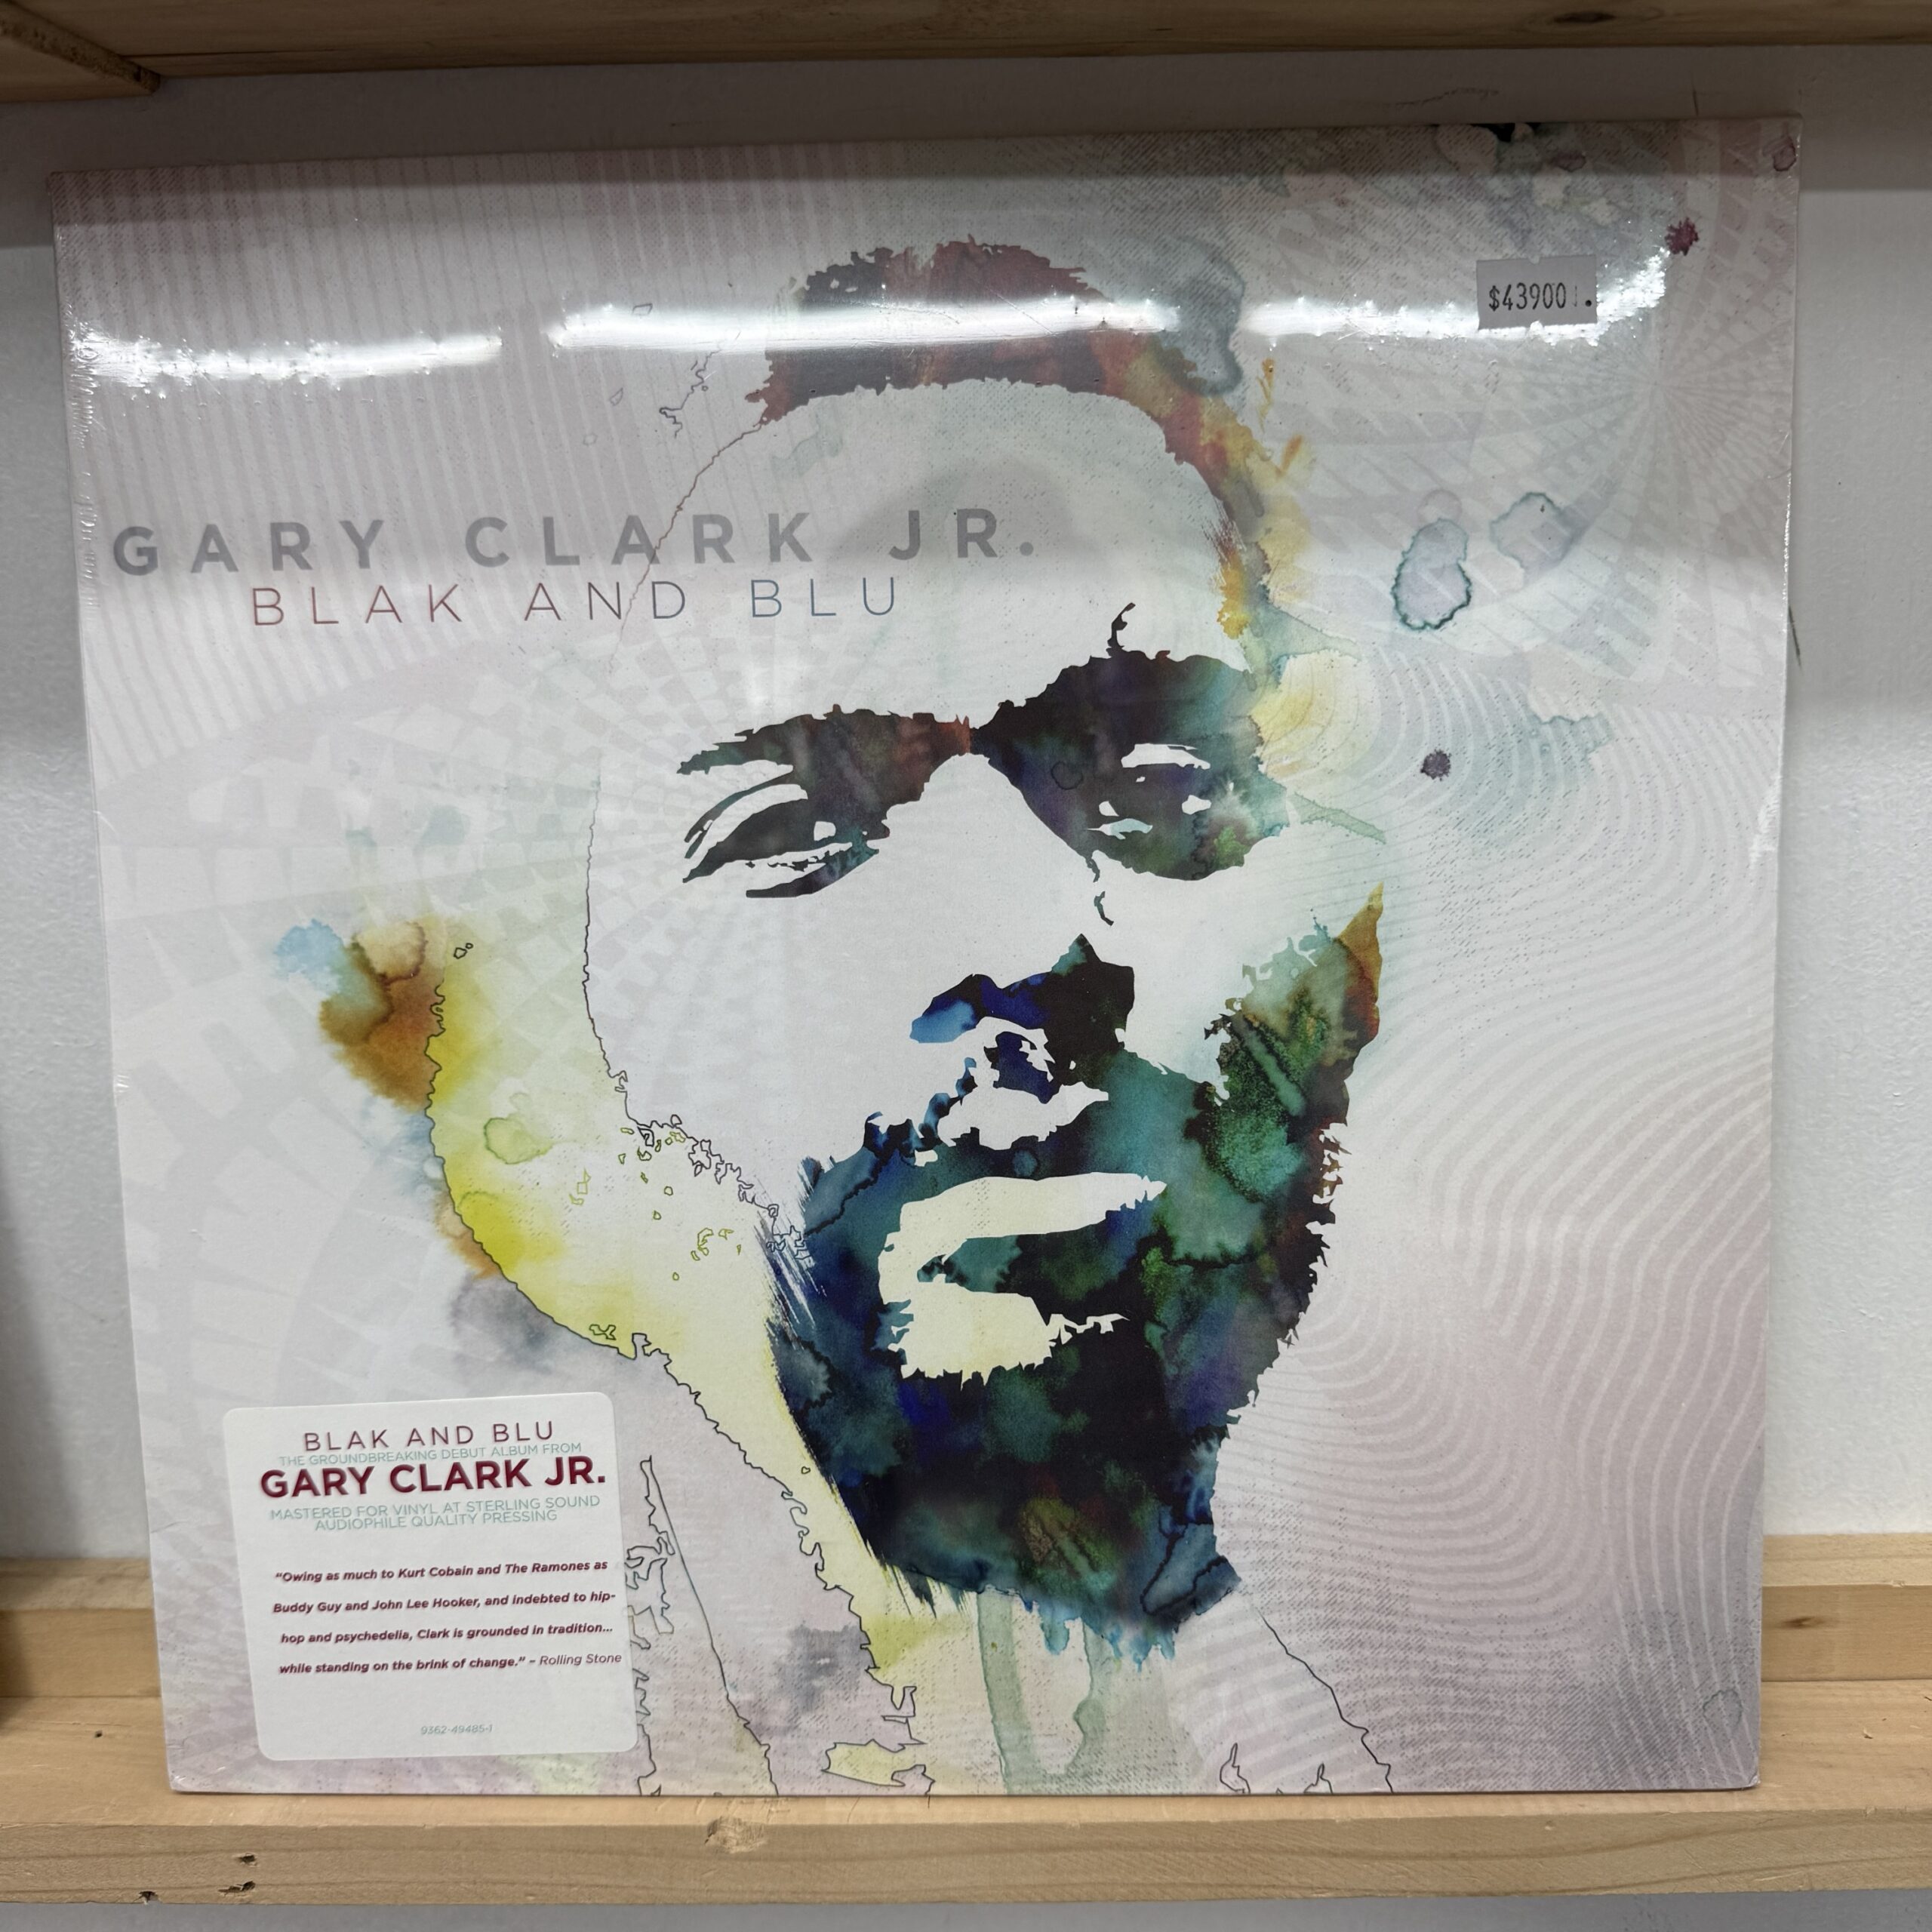 $43900.
GARY CLARK JR.
BLAK AND BLU
BLAK AND BLU
THE GROUNDBREAKING DEBUT ALBUM FROM
GARY CLARK JR.
MASTERED FOR VINYL AT STERLING SOUND
AUDIOPHILE QUALITY PRESSING
"Owing as much to Kurt Cobain and The Ramones as
Buddy Guy and John Lee Hooker, and indebted to hip-
hop and psychedelia, Clark is grounded in tradition...
while standing on the brink of change." – Rolling Stone
9362-49485-1